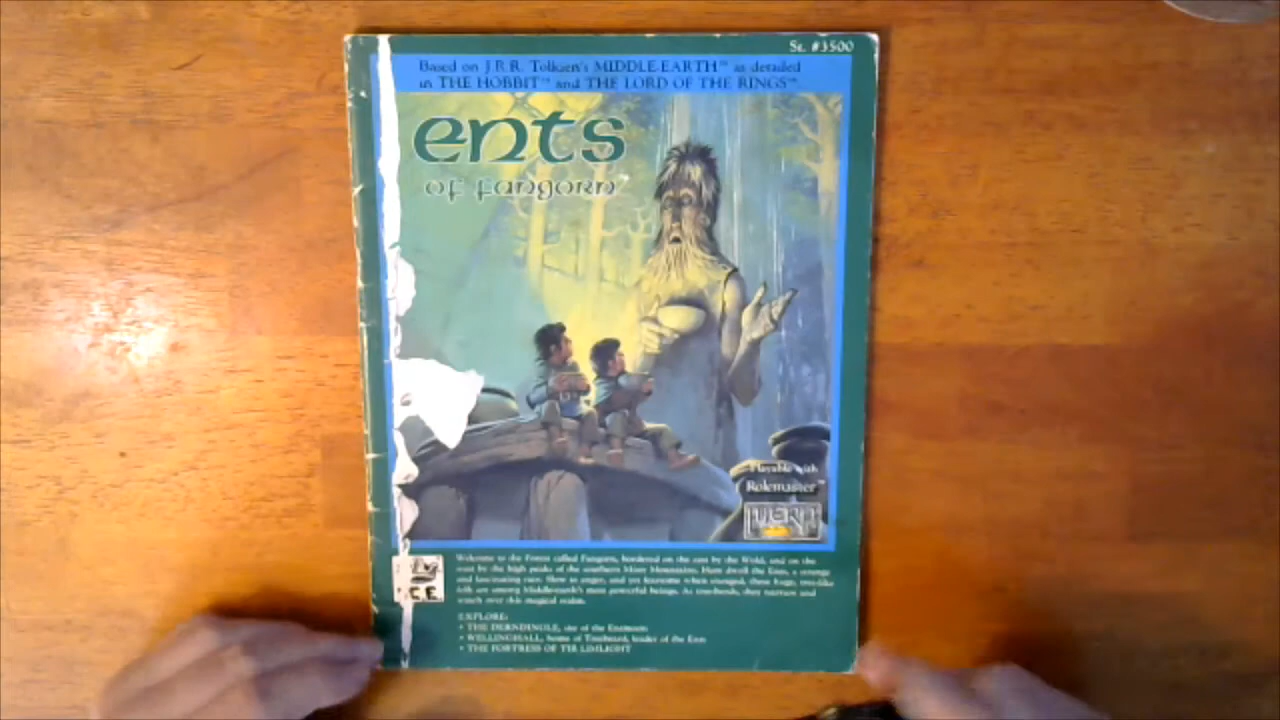 St. #3500
Based on J.R.R. Tolkien's MIDDLE-EARTH™ as detailed
in THE HOBBIT™ and THE LORD OF THE RINGS™
ents
of fangorn
Playable with
Rolemaster™
MERP
I.C.E.
Welcome to the Forest called Fangorn, bordered on the east by the Wold, and on the
west by the high peaks of the southern Misty Mountains. Here dwell the Ents, a strange
and fascinating race. Slow to anger, and yet fearsome when enraged, these huge, tree-like
folk are among Middle-earth's most powerful beings. As treeherds, they nurture and
watch over this magical realm.
EXPLORE:
• THE DERNDINGLE, site of the Entmoots
• WELLINGHALL, home of Treebeard, leader of the Ents
• THE FORTRESS OF TIR LIMLIGHT